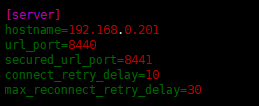 [server]
hostname=192.168.0.201
url_port=8440
secured_url_port=8441
connect_retry_delay=10
max_reconnect_retry_delay=30